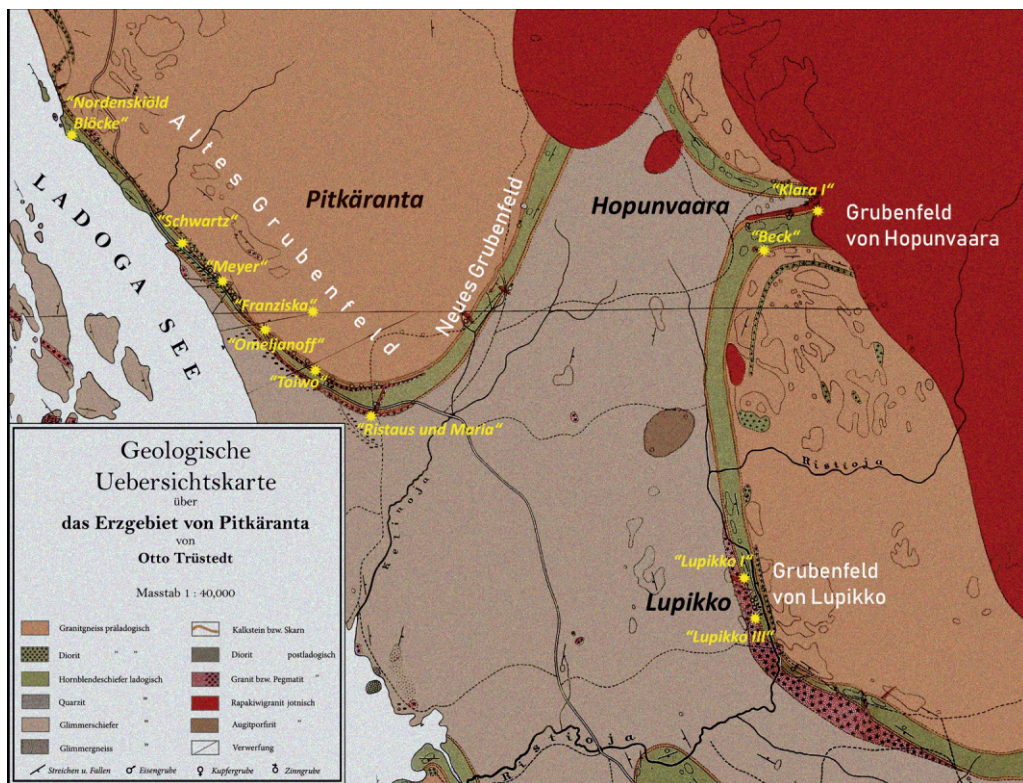 "Nordenskiöld
Blöcke"
Altes Grubenfeld
Pitkäranta
Neues Grubenfeld
Hopunvaara
"Klara I"
Grubenfeld
von Hopunvaara
"Beck"
LADOGA SEE
"Schwartz"
"Meyer"
"Franziska"
"Omeljanoff"
"Toiwo"
"Ristaus und Maria"
Ristioja
Kelinoja
"Lupikko I"
Grubenfeld
von Lupikko
Lupikko
"Lupikko III"
Ristioja
Geologische
Uebersichtskarte
über
das Erzgebiet von Pitkäranta
von
Otto Trüstedt
Masstab 1 : 40,000
Granitgneiss präladogisch
Diorit " "
Hornblendeschiefer ladogisch
Quarzit "
Glimmerschiefer "
Glimmergneiss "
Kalkstein bzw. Skarn
Diorit postladogisch
Granit bzw. Pegmatit "
Rapakiwigranit jotnisch
Augitporfirit "
Verwerfung
Streichen u. Fallen Eisengrube Kupfergrube Zinngrube